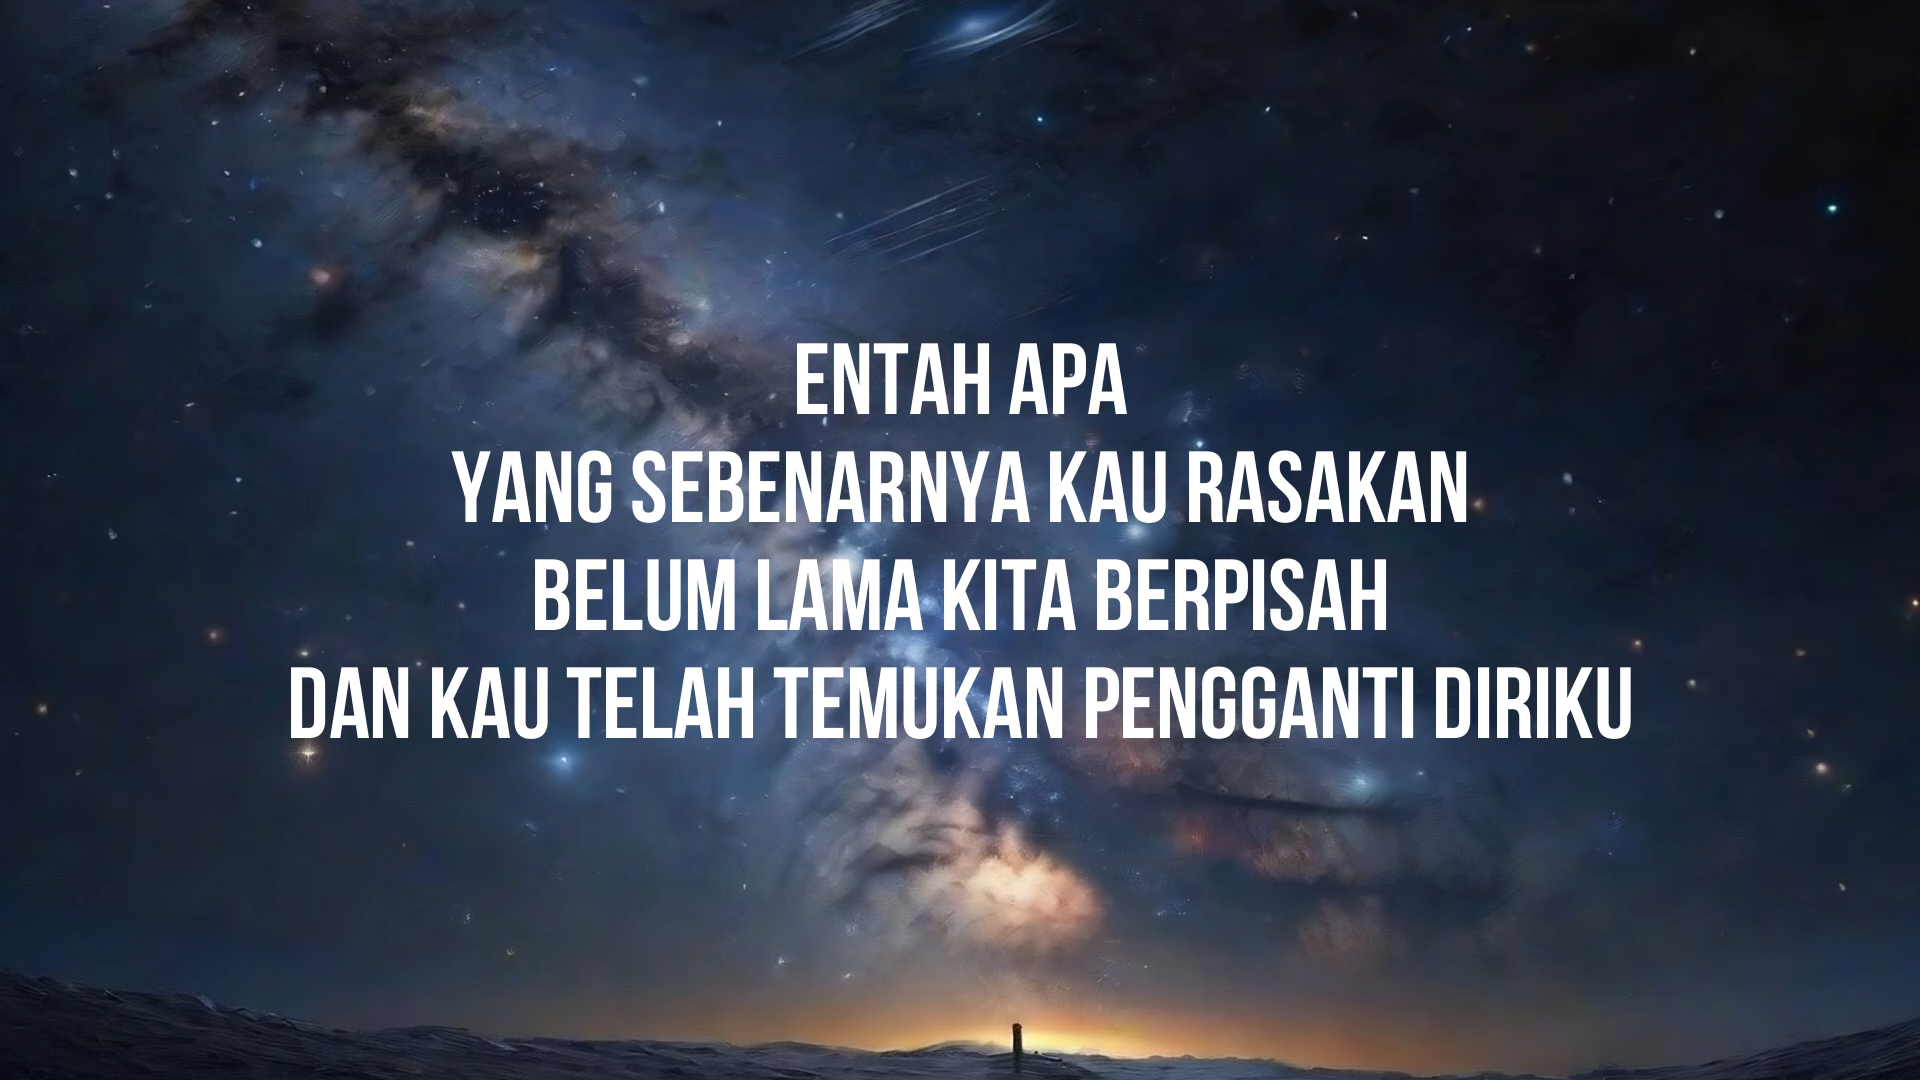 ENTAH APA
YANG SEBENARNYA KAU RASAKAN
BELUM LAMA KITA BERPISAH
DAN KAU TELAH TEMUKAN PENGGANTI DIRIKU